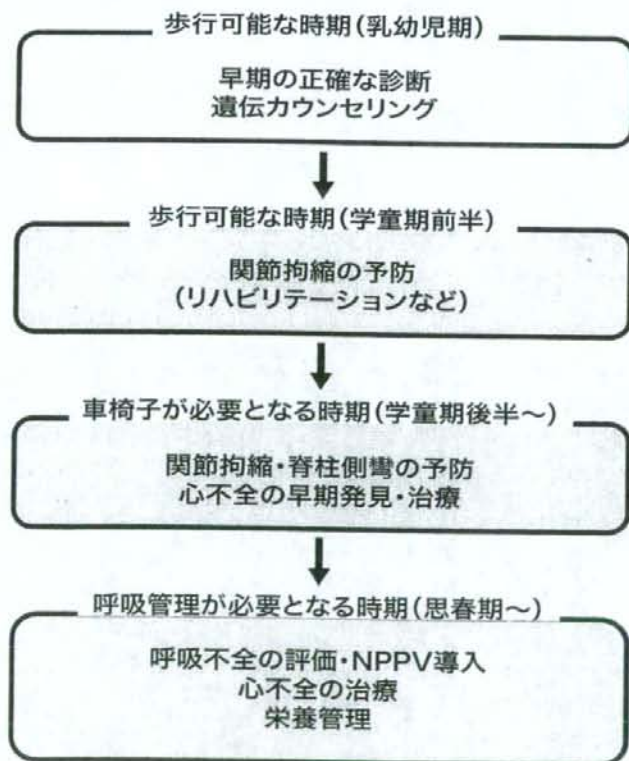 歩行可能な時期(乳幼児期)
早期の正確な診断
遺伝カウンセリング
歩行可能な時期(学童期前半)
関節拘縮の予防
(リハビリテーションなど)
車椅子が必要となる時期(学童期後半～)
関節拘縮・脊柱側彎の予防
心不全の早期発見・治療
呼吸管理が必要となる時期(思春期～)
呼吸不全の評価・NPPV導入
心不全の治療
栄養管理